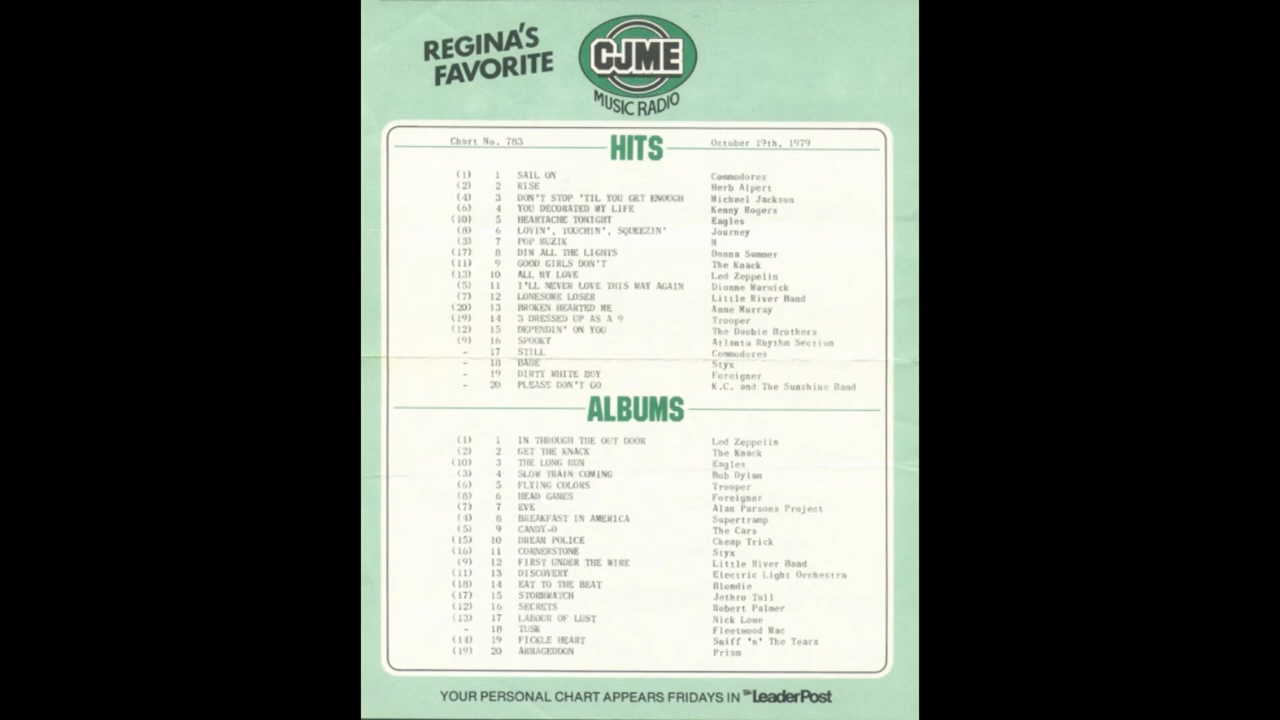 REGINA'S
FAVORITE
CJME
MUSIC RADIO
Chart No. 783 HITS October 19th, 1979
(1) 1 SAIL ON Commodores
(2) 2 RISE Herb Alpert
(4) 3 DON'T STOP 'TIL YOU GET ENOUGH Michael Jackson
(6) 4 YOU DECORATED MY LIFE Kenny Rogers
(10) 5 HEARTACHE TONIGHT Eagles
(8) 6 LOVIN', TOUCHIN', SQUEEZIN' Journey
(3) 7 POP MUZIK M
(17) 8 DIM ALL THE LIGHTS Donna Summer
(11) 9 GOOD GIRLS DON'T The Knack
(13) 10 ALL MY LOVE Led Zeppelin
(5) 11 I'LL NEVER LOVE THIS WAY AGAIN Dionne Warwick
(7) 12 LONESOME LOSER Little River Band
(20) 13 BROKEN HEARTED ME Anne Murray
(19) 14 3 DRESSED UP AS A 9 Trooper
(12) 15 DEPENDIN' ON YOU The Doobie Brothers
(9) 16 SPOOKY Atlanta Rhythm Section
- 17 STILL Commodores
- 18 BABE Styx
- 19 DIRTY WHITE BOY Foreigner
- 20 PLEASE DON'T GO K.C. and The Sunshine Band
ALBUMS
(1) 1 IN THROUGH THE OUT DOOR Led Zeppelin
(2) 2 GET THE KNACK The Knack
(10) 3 THE LONG RUN Eagles
(3) 4 SLOW TRAIN COMING Bob Dylan
(6) 5 FLYING COLORS Trooper
(8) 6 HEAD GAMES Foreigner
(7) 7 EVE Alan Parsons Project
(4) 8 BREAKFAST IN AMERICA Supertramp
(5) 9 CANDY-O The Cars
(15) 10 DREAM POLICE Cheap Trick
(16) 11 CORNERSTONE Styx
(9) 12 FIRST UNDER THE WIRE Little River Band
(11) 13 DISCOVERY Electric Light Orchestra
(18) 14 EAT TO THE BEAT Blondie
(17) 15 STORMWATCH Jethro Tull
(12) 16 SECRETS Robert Palmer
(13) 17 LABOUR OF LUST Nick Lowe
- 18 TUSK Fleetwood Mac
(14) 19 FICKLE HEART Sniff 'n' The Tears
(19) 20 ARMAGEDDON Prism
YOUR PERSONAL CHART APPEARS FRIDAYS IN The LeaderPost